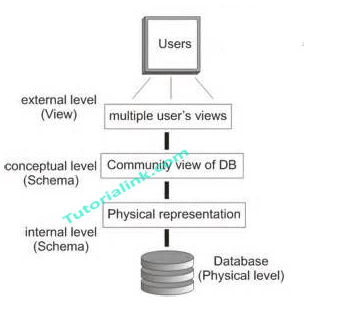 Users
external level
(View)
multiple user's views
conceptual level
(Schema)
Community view of DB
Tutorialink.com
Physical representation
internal level
(Schema)
Database
(Physical level)